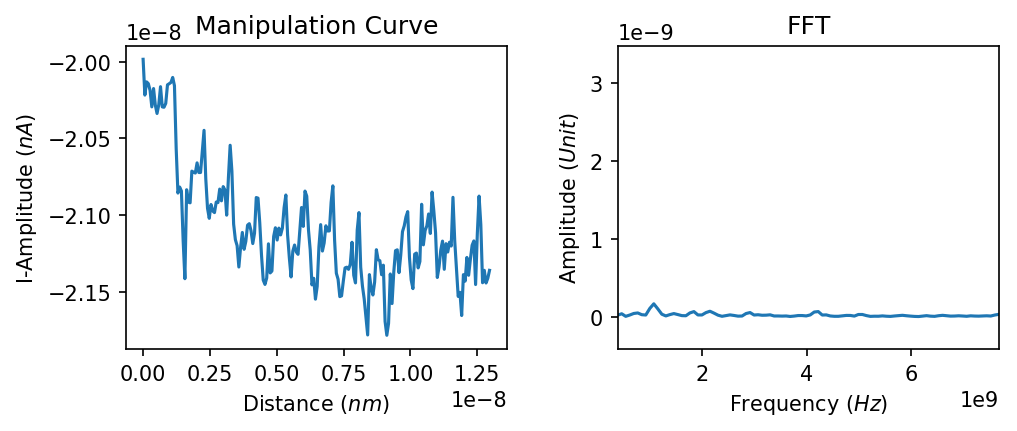 Manipulation Curve
1e−8
−2.00
−2.05
−2.10
−2.15
I-Amplitude (nA)
0.00 0.25 0.50 0.75 1.00 1.25
1e−8
Distance (nm)
FFT
1e−9
3
2
1
0
Amplitude (Unit)
2 4 6
1e9
Frequency (Hz)